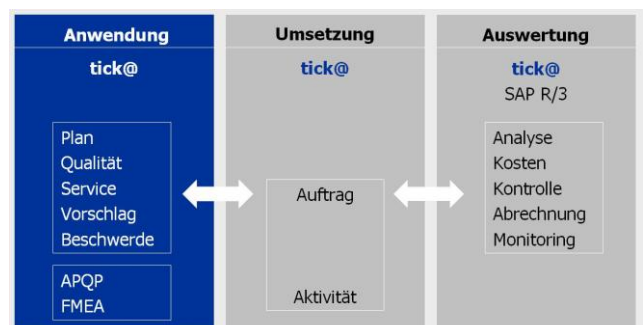 Anwendung
tick@
Plan
Qualität
Service
Vorschlag
Beschwerde
APQP
FMEA
Umsetzung
tick@
Auftrag
Aktivität
Auswertung
tick@
SAP R/3
Analyse
Kosten
Kontrolle
Abrechnung
Monitoring